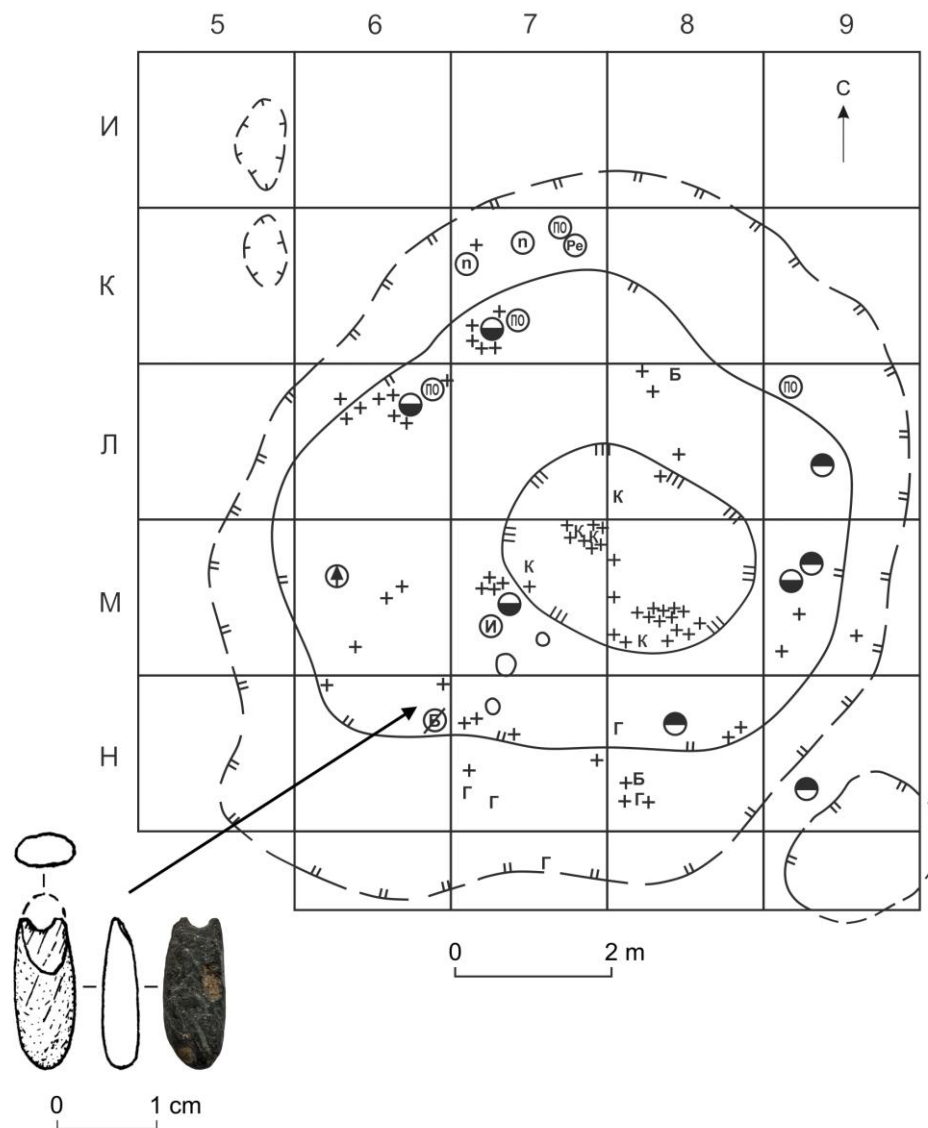 5 6 7 8 9
И
С
К
п п ПО Ре
ПО
Л
ПО Б ПО
К
М
К К
К
И К
Н
Б Г
Б
Г Г Г
Г
0 2 m
0 1 cm